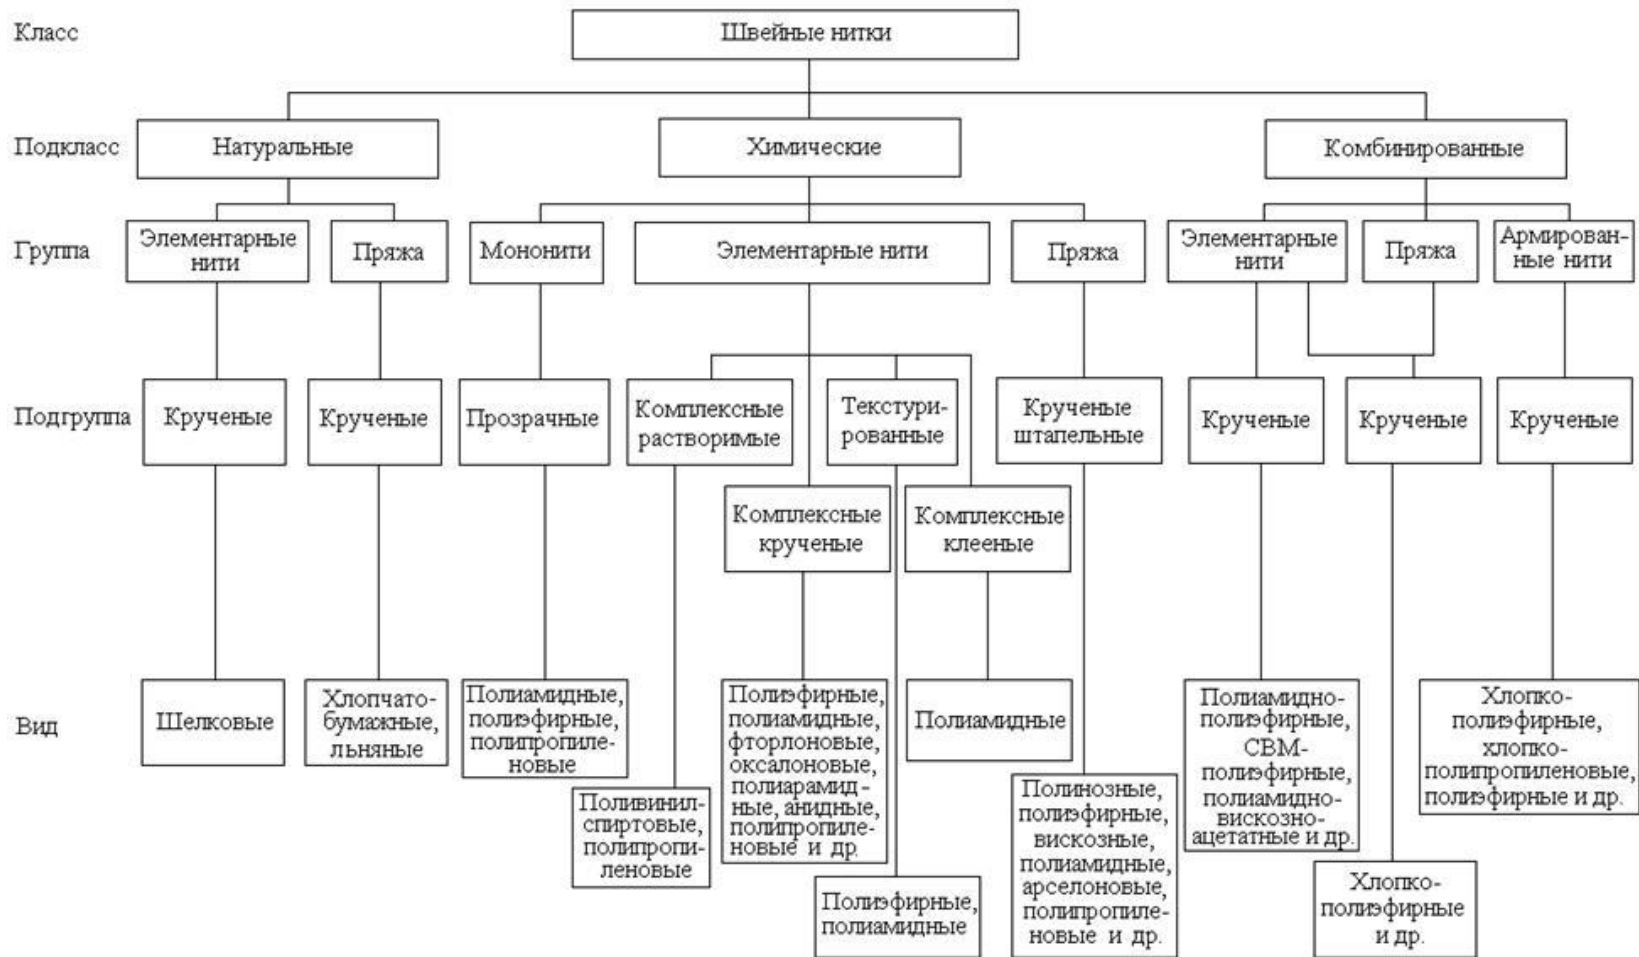 Класс
Швейные нитки
Подкласс
Натуральные
Химические
Комбинированные
Группа
Элементарные
нити
Пряжа
Мононити
Элементарные нити
Пряжа
Элементарные
нити
Пряжа
Армирован-
ные нити
Подгруппа
Крученые
Крученые
Прозрачные
Комплексные
растворимые
Текстури-
рованные
Крученые
штапельные
Крученые
Крученые
Крученые
Комплексные
крученые
Комплексные
клееные
Вид
Шелковые
Хлопчато-
бумажные,
льняные
Полиамидные,
полиэфирные,
полипропиле-
новые
Поливинил-
спиртовые,
полипропи-
леновые
Полиэфирные,
полиамидные,
фторлоновые,
оксалоновые,
полиарамид-
ные, анидные,
полипропиле-
новые и др.
Полиэфирные,
полиамидные
Полиамидные
Полинозные,
полиэфирные,
вискозные,
полиамидные,
арселоновые,
полипропиле-
новые и др.
Полиамидно-
полиэфирные,
СВМ-
полиэфирные,
полиамидно-
вискозно-
ацетатные и др.
Хлопко-
полиэфирные
и др.
Хлопко-
полиэфирные,
хлопко-
полипропиленовые,
полиэфирные и др.